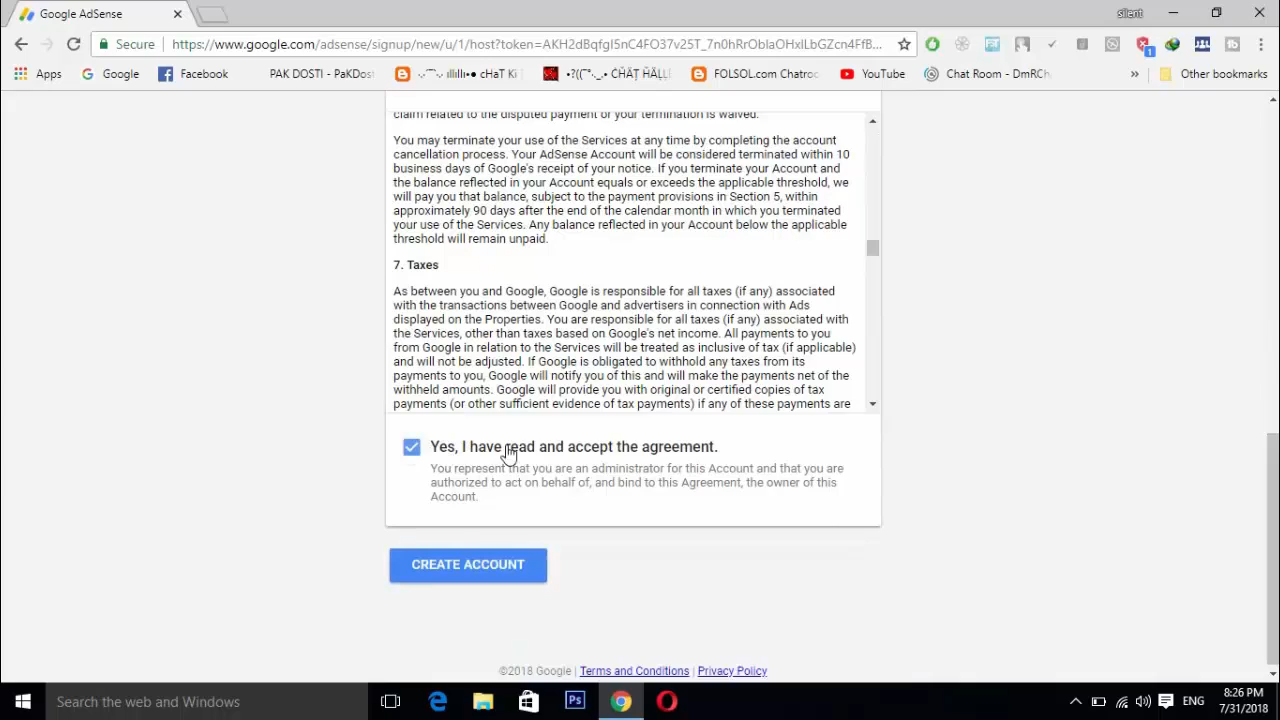 Google AdSense
silent
Secure https://www.google.com/adsense/signup/new/u/1/host?token=
Apps Google Facebook PAK DOSTI - PaKDos YouTube FOLSOL.com Chatroc Chat Room - DmRCh » Other bookmarks
claim related to the disputed payment or your termination is waived.
You may terminate your use of the Services at any time by completing the account
cancellation process. Your AdSense Account will be considered terminated within 10
business days of Google's receipt of your notice. If you terminate your Account and
the balance reflected in your Account equals or exceeds the applicable threshold, we
will pay you that balance, subject to the payment provisions in Section 5, within
approximately 90 days after the end of the calendar month in which you terminated
your use of the Services. Any balance reflected in your Account below the applicable
threshold will remain unpaid.
7. Taxes
As between you and Google, Google is responsible for all taxes (if any) associated
with the transactions between Google and advertisers in connection with Ads
displayed on the Properties. You are responsible for all taxes (if any) associated
with the Services, other than taxes based on Google's net income. All payments to you
from Google in relation to the Services will be treated as inclusive of tax (if applicable)
and will not be adjusted. If Google is obligated to withhold any taxes from its
payments to you, Google will notify you of this and will make the payments net of the
withheld amounts. Google will provide you with original or certified copies of tax
payments (or other sufficient evidence of tax payments) if any of these payments are
Yes, I have read and accept the agreement.
You represent that you are an administrator for this Account and that you are
authorized to act on behalf of, and bind to this Agreement, the owner of this
Account.
CREATE ACCOUNT
©2018 Google | Terms and Conditions | Privacy Policy
Search the web and Windows
Ps
ENG
8:26 PM
7/31/2018